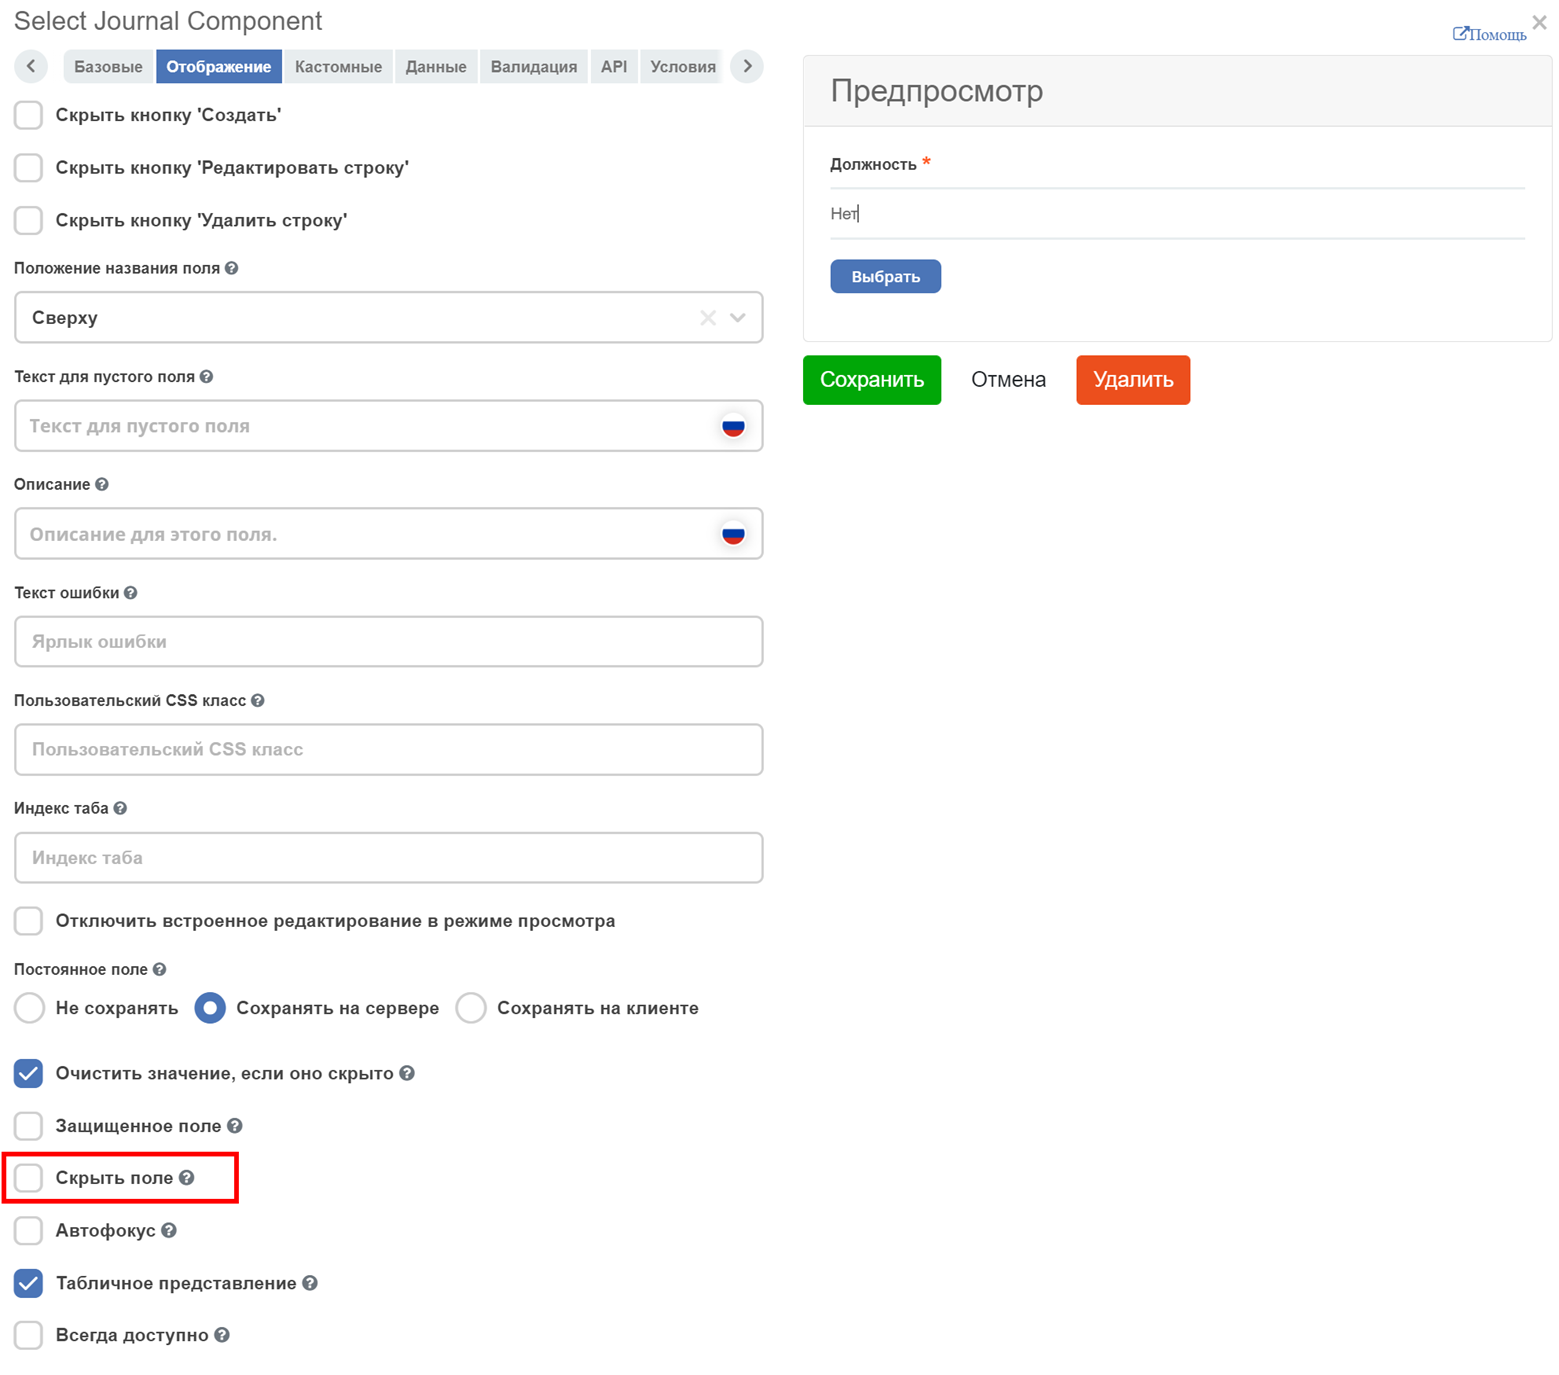 Select Journal Component
Помощь
Базовые Отображение Кастомные Данные Валидация API Условия
Скрыть кнопку 'Создать'
Скрыть кнопку 'Редактировать строку'
Скрыть кнопку 'Удалить строку'
Положение названия поля
Сверху
Текст для пустого поля
Текст для пустого поля
Описание
Описание для этого поля.
Текст ошибки
Ярлык ошибки
Пользовательский CSS класс
Пользовательский CSS класс
Индекс таба
Индекс таба
Отключить встроенное редактирование в режиме просмотра
Постоянное поле
Не сохранять Сохранять на сервере Сохранять на клиенте
Очистить значение, если оно скрыто
Защищенное поле
Скрыть поле
Автофокус
Табличное представление
Всегда доступно
Предпросмотр
Должность *
Нет
Выбрать
Сохранить Отмена Удалить